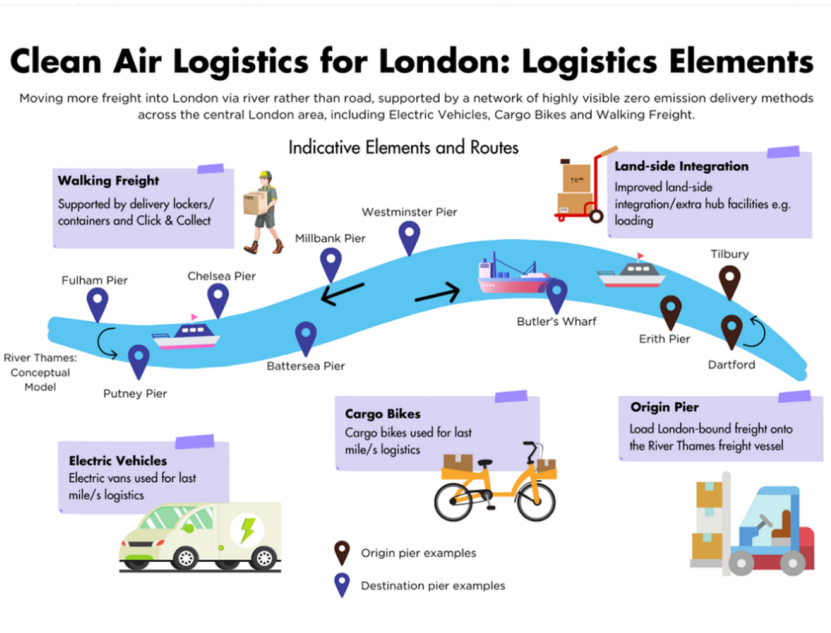 Clean Air Logistics for London: Logistics Elements
Moving more freight into London via river rather than road, supported by a network of highly visible zero emission delivery methods
across the central London area, including Electric Vehicles, Cargo Bikes and Walking Freight.
Indicative Elements and Routes
Walking Freight
Supported by delivery lockers/
containers and Click & Collect
Land-side Integration
Improved land-side
integration/extra hub facilities e.g.
loading
Westminster Pier
Millbank Pier
Tilbury
Chelsea Pier
Fulham Pier
Butler's Wharf
Erith Pier
River Thames:
Conceptual
Model
Battersea Pier
Dartford
Putney Pier
Cargo Bikes
Cargo bikes used for last
mile/s logistics
Origin Pier
Load London-bound freight onto
the River Thames freight vessel
Electric Vehicles
Electric vans used for last
mile/s logistics
Origin pier examples
Destination pier examples